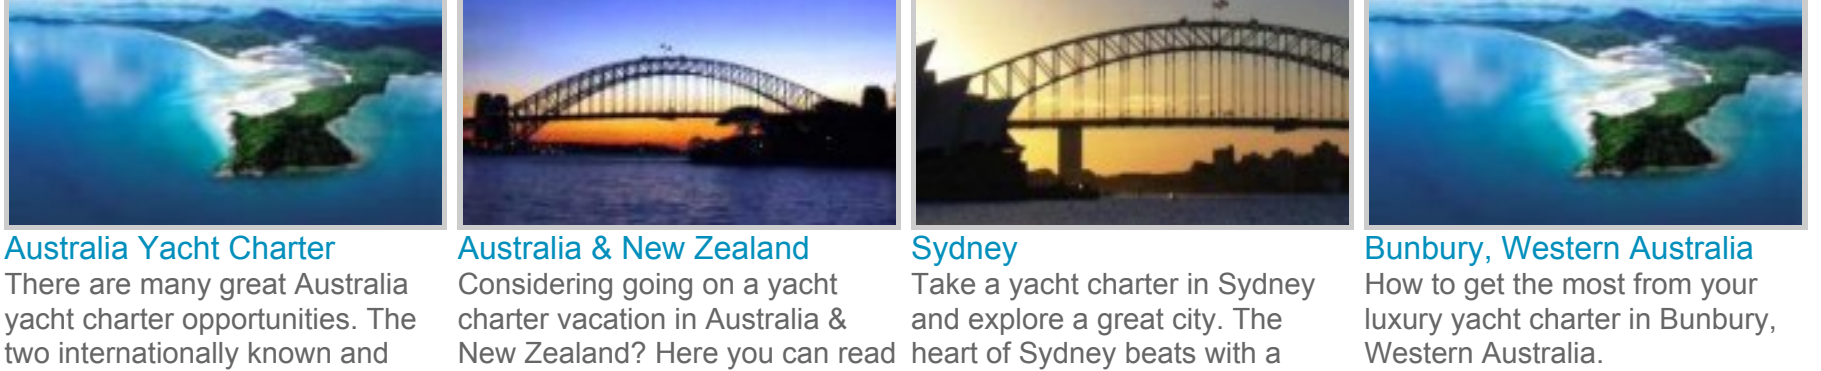 Australia Yacht Charter
There are many great Australia
yacht charter opportunities. The
two internationally known and
Australia & New Zealand
Considering going on a yacht
charter vacation in Australia &
New Zealand? Here you can read
Sydney
Take a yacht charter in Sydney
and explore a great city. The
heart of Sydney beats with a
Bunbury, Western Australia
How to get the most from your
luxury yacht charter in Bunbury,
Western Australia.